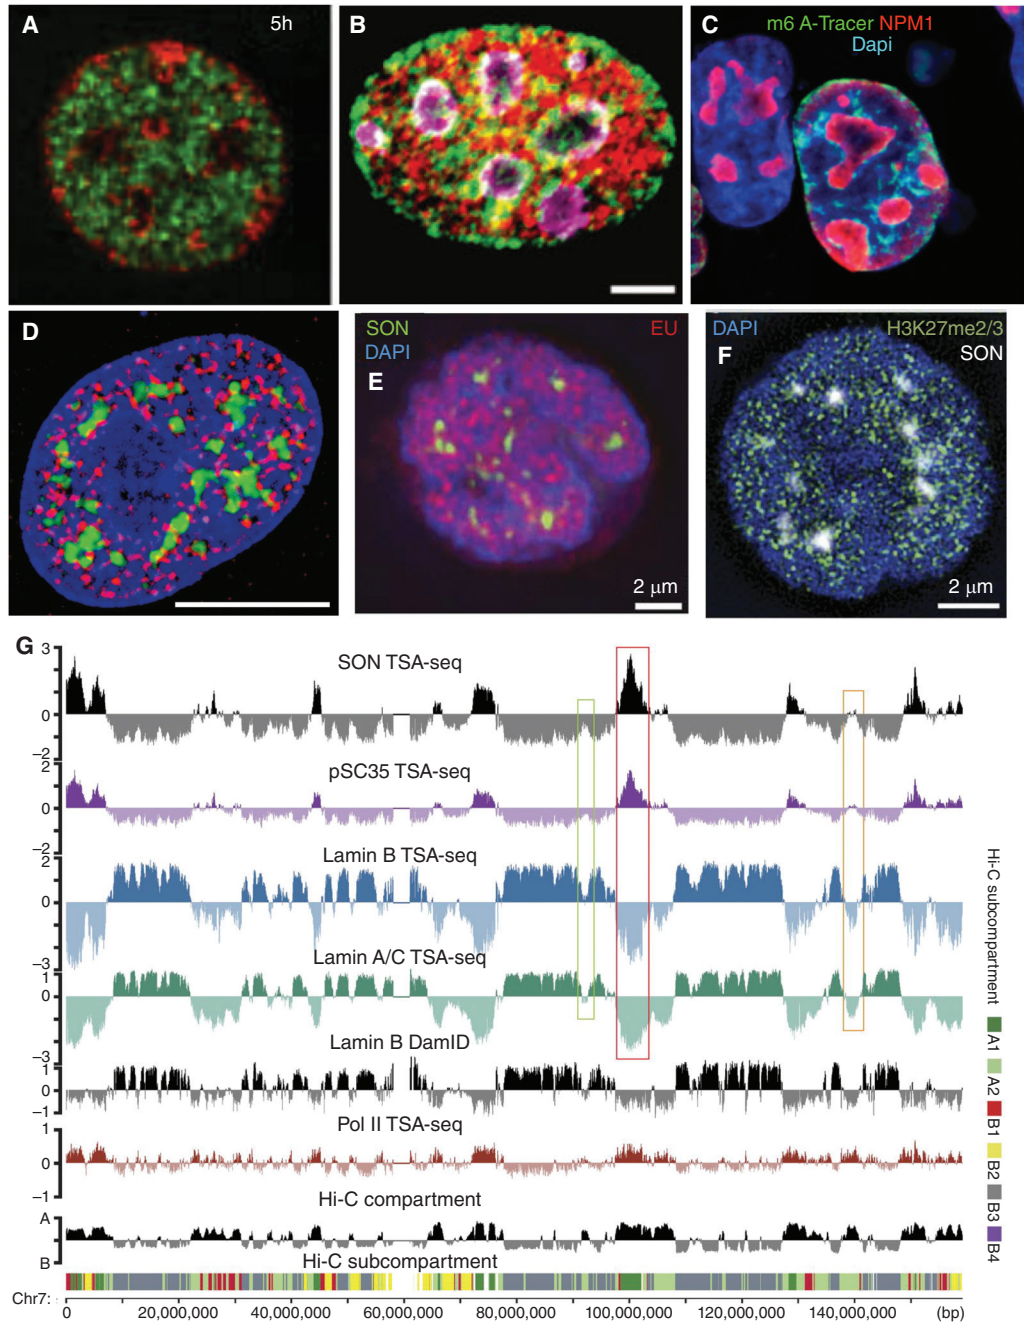 A
5h
B
C
m6 A-Tracer NPM1
Dapi
D
SON
EU
DAPI
E
2 μm
DAPI
H3K27me2/3
F
SON
2 μm
G
SON TSA-seq
3
0
–2
pSC35 TSA-seq
2
0
–2
Lamin B TSA-seq
2
0
–3
Lamin A/C TSA-seq
1
0
–3
Lamin B DamID
1
0
–1
Pol II TSA-seq
1
0
–1
Hi-C compartment
A
B
Hi-C subcompartment
Chr7:
0
20,000,000
40,000,000
60,000,000
80,000,000
100,000,000
120,000,000
140,000,000
(bp)
Hi-C subcompartment
A1
A2
B1
B2
B3
B4